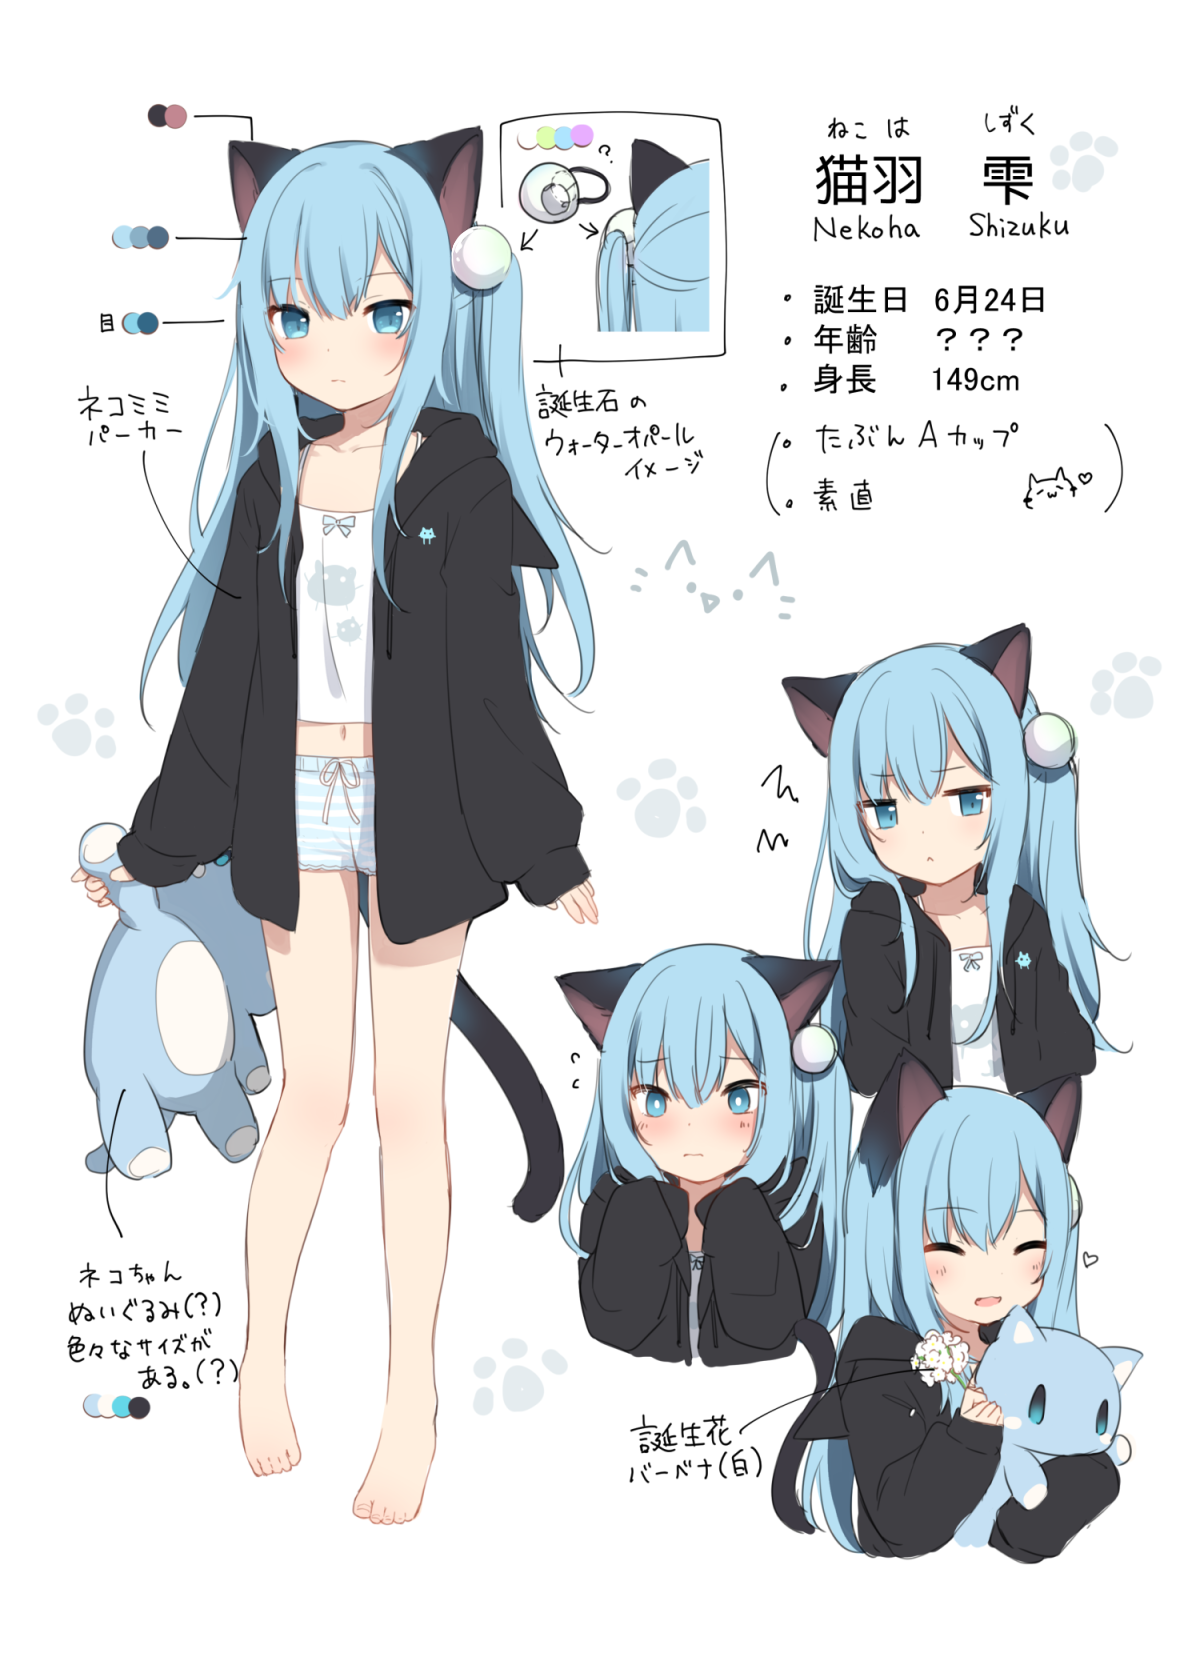 ねこ は　しずく
猫羽　雫
Nekoha　Shizuku
・誕生日　6月24日
・年齢　？？？
・身長　149cm
(・たぶん Aカップ
・素直)
?
目
ネコミミ
パーカー
誕生石の
ウォーターオパール
イメージ
ネコちゃん
ぬいぐるみ(?)
色々なサイズが
ある。(?)
誕生花
バーベナ(白)